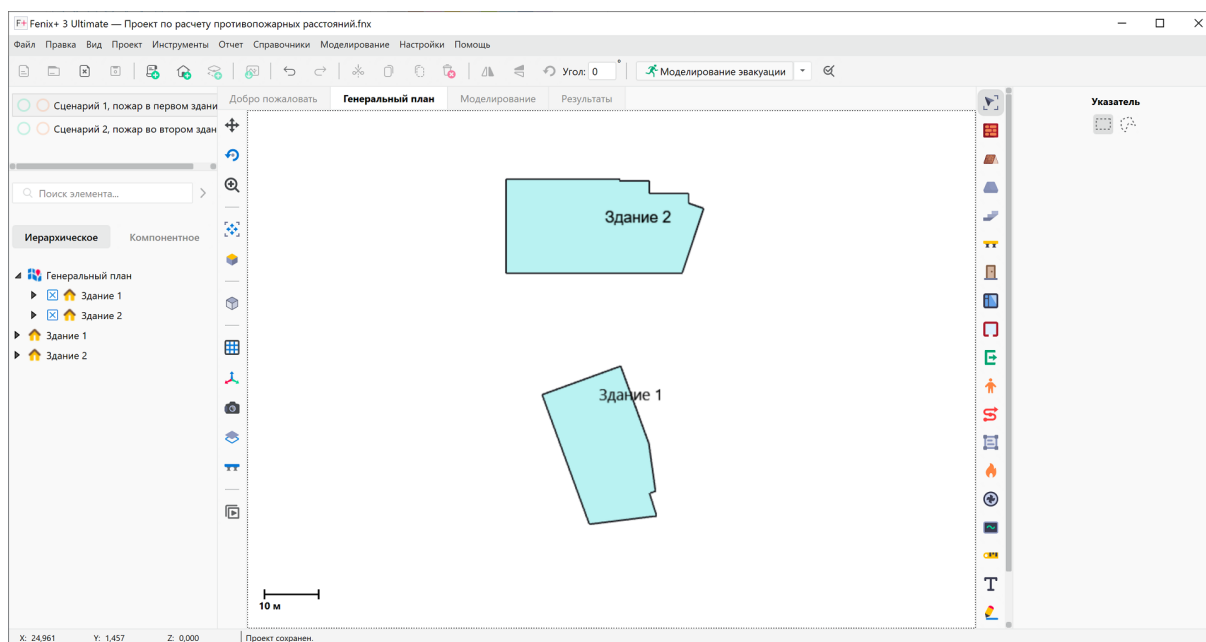 F+ Fenix+ 3 Ultimate — Проект по расчету противопожарных расстояний.fnx
Файл Правка Вид Проект Инструменты Отчет Справочники Моделирование Настройки Помощь
Угол: 0 ° Моделирование эвакуации
Сценарий 1, пожар в первом здани
Сценарий 2, пожар во втором здан
Добро пожаловать Генеральный план Моделирование Результаты
Указатель
Поиск элемента...
Иерархическое Компонентное
Генеральный план
Здание 1
Здание 2
Здание 1
Здание 2
Здание 2
Здание 1
10 м
X: 24,961 Y: 1,457 Z: 0,000 Проект сохранен.